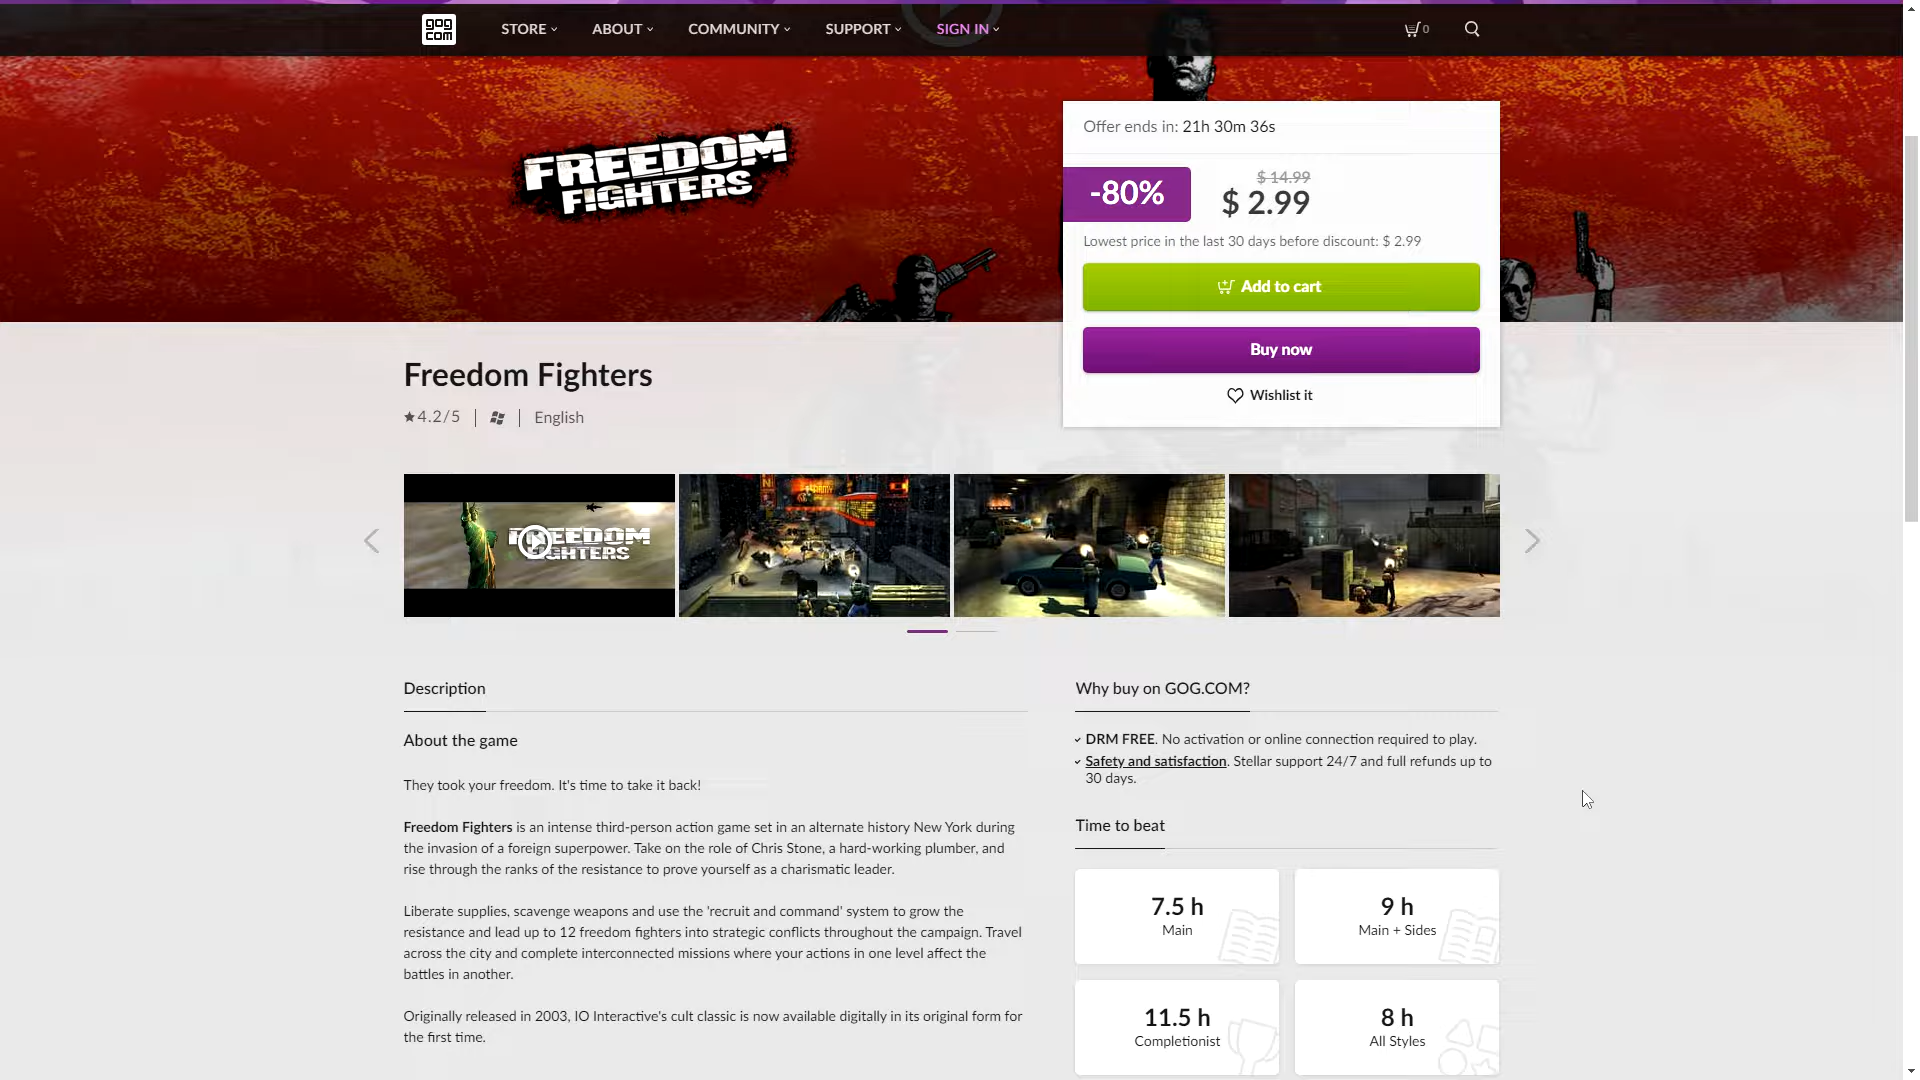 gog
com
STORE
ABOUT
COMMUNITY
SUPPORT
SIGN IN
0
FREEDOM
FIGHTERS
Offer ends in: 21h 30m 36s
-80%
$ 14.99
$ 2.99
Lowest price in the last 30 days before discount: $ 2.99
Add to cart
Buy now
Wishlist it
Freedom Fighters
4.2/5
English
FREEDOM
FIGHTERS
Description
About the game
They took your freedom. It's time to take it back!
Freedom Fighters is an intense third-person action game set in an alternate history New York during
the invasion of a foreign superpower. Take on the role of Chris Stone, a hard-working plumber, and
rise through the ranks of the resistance to prove yourself as a charismatic leader.
Liberate supplies, scavenge weapons and use the 'recruit and command' system to grow the
resistance and lead up to 12 freedom fighters into strategic conflicts throughout the campaign. Travel
across the city and complete interconnected missions where your actions in one level affect the
battles in another.
Originally released in 2003, IO Interactive's cult classic is now available digitally in its original form for
the first time.
Why buy on GOG.COM?
DRM FREE. No activation or online connection required to play.
Safety and satisfaction. Stellar support 24/7 and full refunds up to
30 days.
Time to beat
7.5 h
Main
9 h
Main + Sides
11.5 h
Completionist
8 h
All Styles